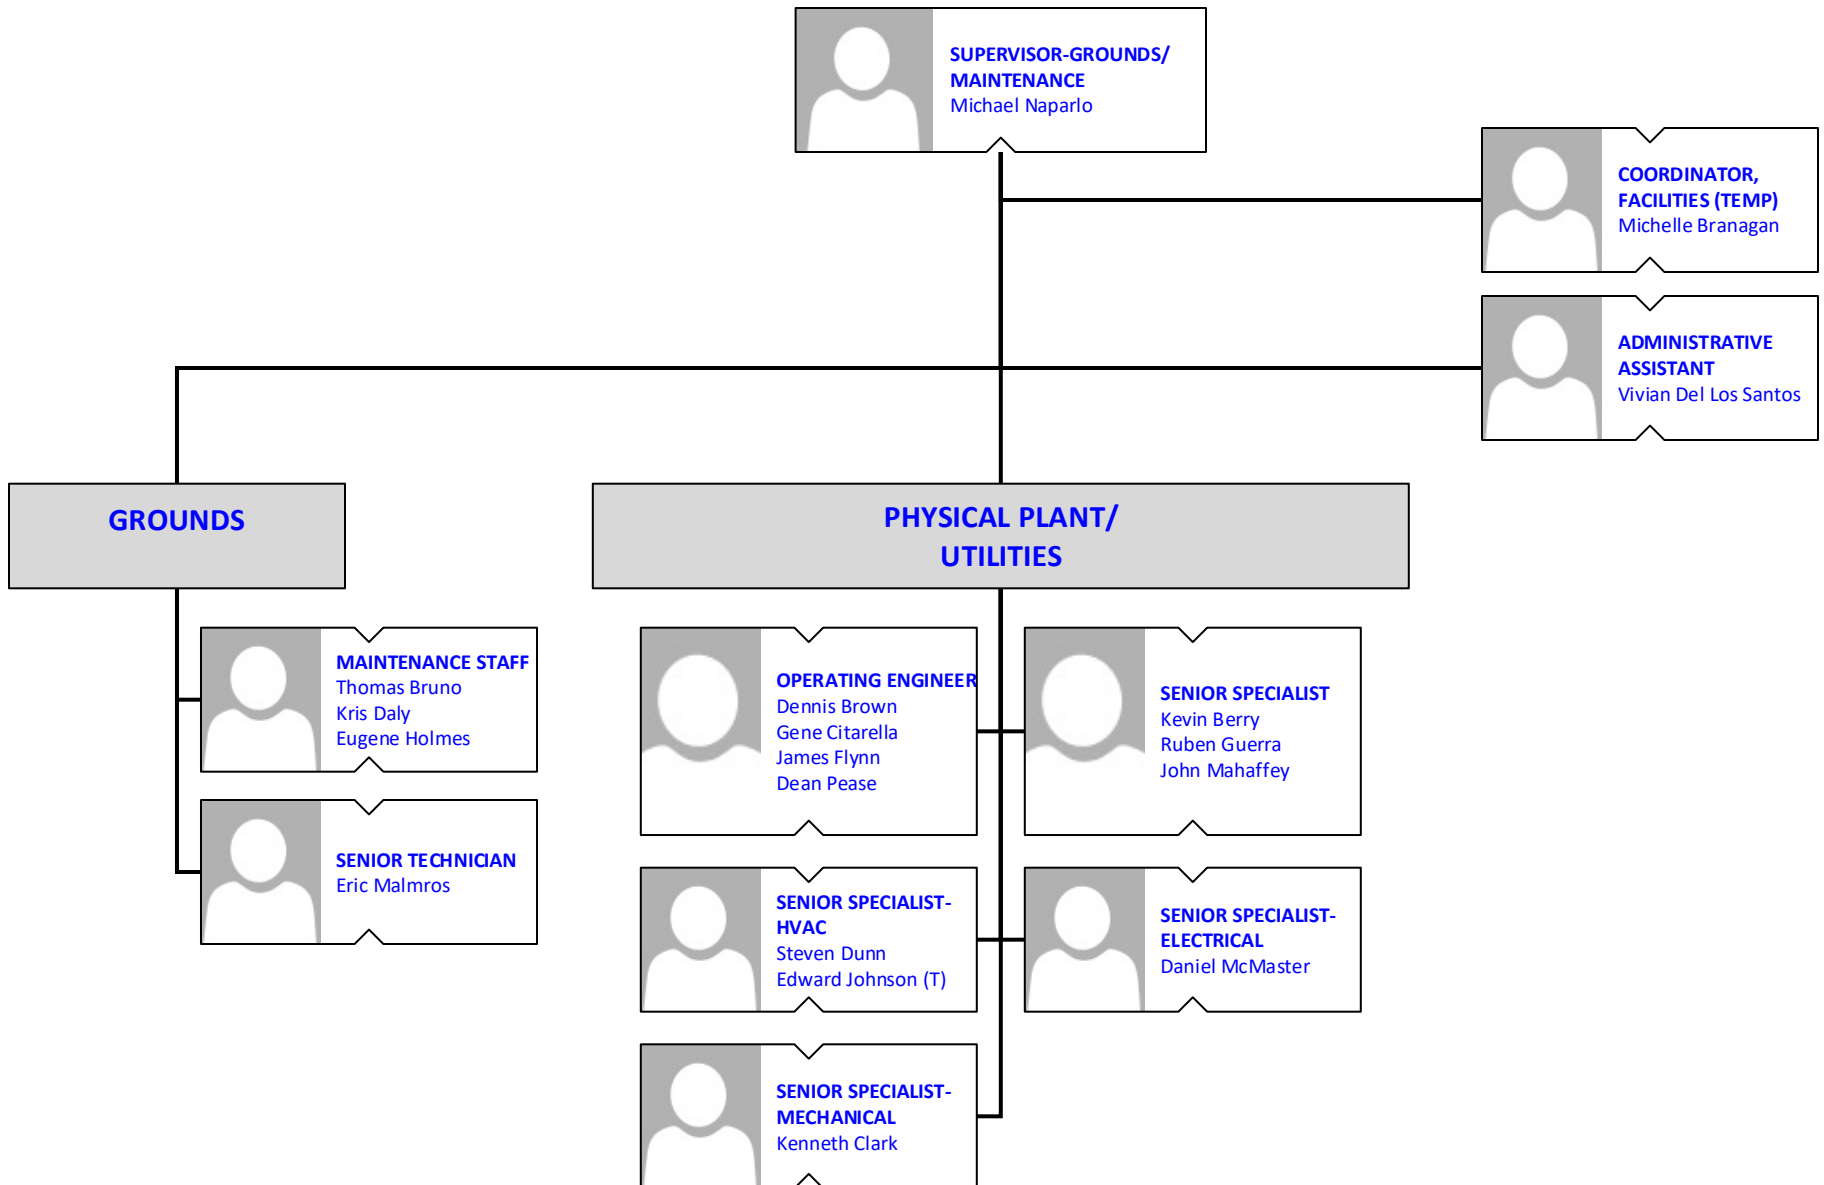 SUPERVISOR-GROUNDS/
MAINTENANCE
Michael Naparlo
COORDINATOR,
FACILITIES (TEMP)
Michelle Branagan
ADMINISTRATIVE
ASSISTANT
Vivian Del Los Santos
GROUNDS
PHYSICAL PLANT/
UTILITIES
MAINTENANCE STAFF
Thomas Bruno
Kris Daly
Eugene Holmes
SENIOR TECHNICIAN
Eric Malmros
OPERATING ENGINEER
Dennis Brown
Gene Citarella
James Flynn
Dean Pease
SENIOR SPECIALIST
Kevin Berry
Ruben Guerra
John Mahaffey
SENIOR SPECIALIST-
HVAC
Steven Dunn
Edward Johnson (T)
SENIOR SPECIALIST-
ELECTRICAL
Daniel McMaster
SENIOR SPECIALIST-
MECHANICAL
Kenneth Clark